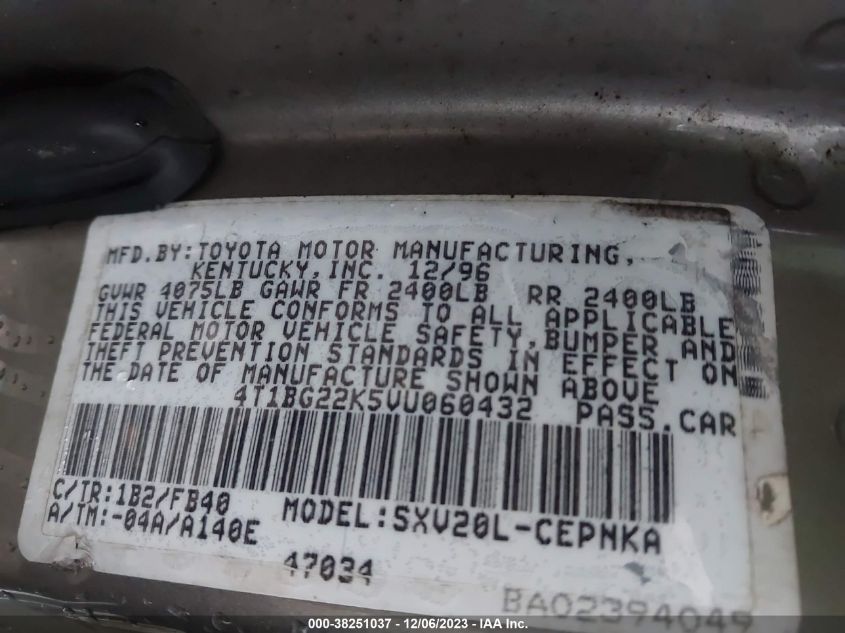 MFD.BY:TOYOTA MOTOR MANUFACTURING,
KENTUCKY,INC. 12/96
GVWR 4075LB GAWR FR 2400LB RR 2400LB
THIS VEHICLE CONFORMS TO ALL APPLICABLE
FEDERAL MOTOR VEHICLE SAFETY,BUMPER AND
THEFT PREVENTION STANDARDS IN EFFECT ON
THE DATE OF MANUFACTURE SHOWN ABOVE
4T1BG22K5VU060432 PASS.CAR
C/TR:1B2/FB40
A/TM:-04A/A140E MODEL:SXV20L-CEPNKA
47034
BA02394049
000-38251037 - 12/06/2023 - IAAI.COM